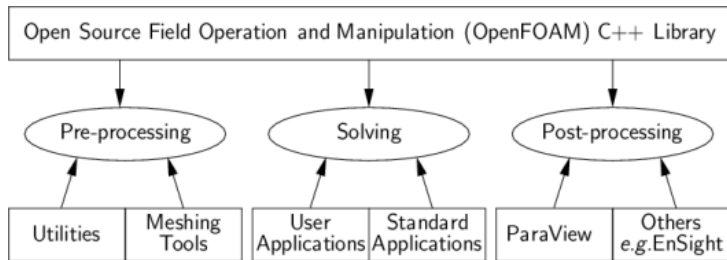 Open Source Field Operation and Manipulation (OpenFOAM) C++ Library
Pre-processing
Solving
Post-processing
Utilities
Meshing
Tools
User
Applications
Standard
Applications
ParaView
Others
e.g.EnSight